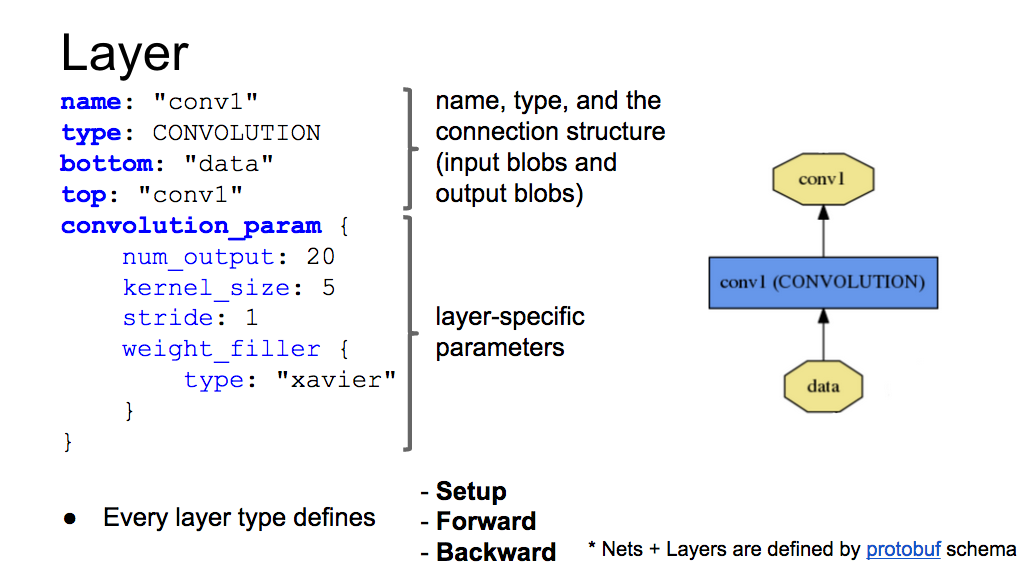 Layer
name: "conv1"
type: CONVOLUTION
bottom: "data"
top: "conv1"
convolution_param {
    num_output: 20
    kernel_size: 5
    stride: 1
    weight_filler {
        type: "xavier"
    }
}
name, type, and the
connection structure
(input blobs and
output blobs)
layer-specific
parameters
conv1
conv1 (CONVOLUTION)
data
● Every layer type defines
- Setup
- Forward
- Backward
* Nets + Layers are defined by protobuf schema